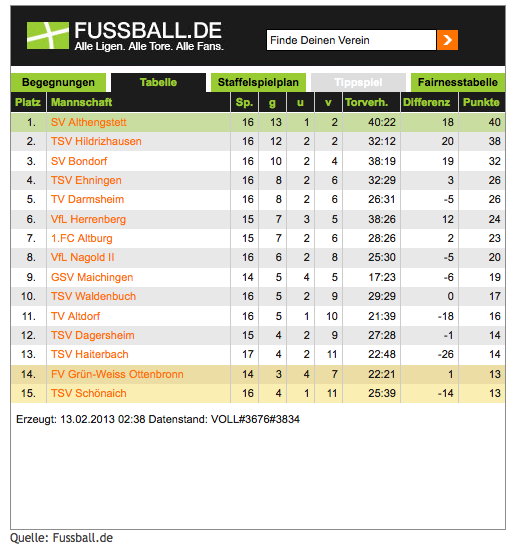 FUSSBALL.DE
Alle Ligen. Alle Tore. Alle Fans.
Finde Deinen Verein
Begegnungen Tabelle Staffelspielplan Tippspiel Fairnesstabelle
Platz Mannschaft Sp. g u v Torverh. Differenz Punkte
1. SV Althengstett 16 13 1 2 40:22 18 40
2. TSV Hildrizhausen 16 12 2 2 32:12 20 38
3. SV Bondorf 16 10 2 4 38:19 19 32
4. TSV Ehningen 16 8 2 6 32:29 3 26
5. TV Darmsheim 16 8 2 6 26:31 -5 26
6. VfL Herrenberg 15 7 3 5 38:26 12 24
7. 1.FC Altburg 15 7 2 6 28:26 2 23
8. VfL Nagold II 16 6 2 8 25:30 -5 20
9. GSV Maichingen 14 5 4 5 17:23 -6 19
10. TSV Waldenbuch 16 5 2 9 29:29 0 17
11. TV Altdorf 16 5 1 10 21:39 -18 16
12. TSV Dagersheim 15 4 2 9 27:28 -1 14
13. TSV Haiterbach 17 4 2 11 22:48 -26 14
14. FV Grün-Weiss Ottenbronn 14 3 4 7 22:21 1 13
15. TSV Schönaich 16 4 1 11 25:39 -14 13
Erzeugt: 13.02.2013 02:38 Datenstand: VOLL#3676#3834
Quelle: Fussball.de